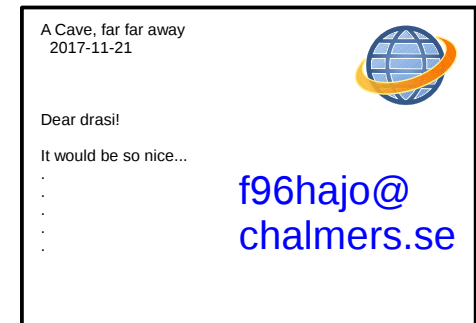 A Cave, far far away
2017-11-21
Dear drasi!
It would be so nice...
.
.
.
.
.
f96hajo@
chalmers.se